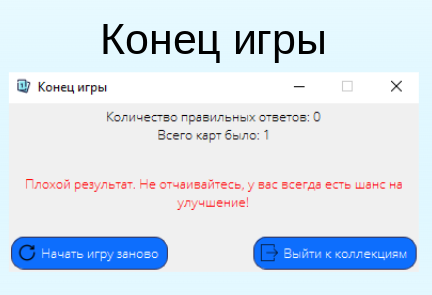 Конец игры
Конец игры
Количество правильных ответов: 0
Всего карт было: 1
Плохой результат. Не отчаивайтесь, у вас всегда есть шанс на
улучшение!
Начать игру заново
Выйти к коллекциям